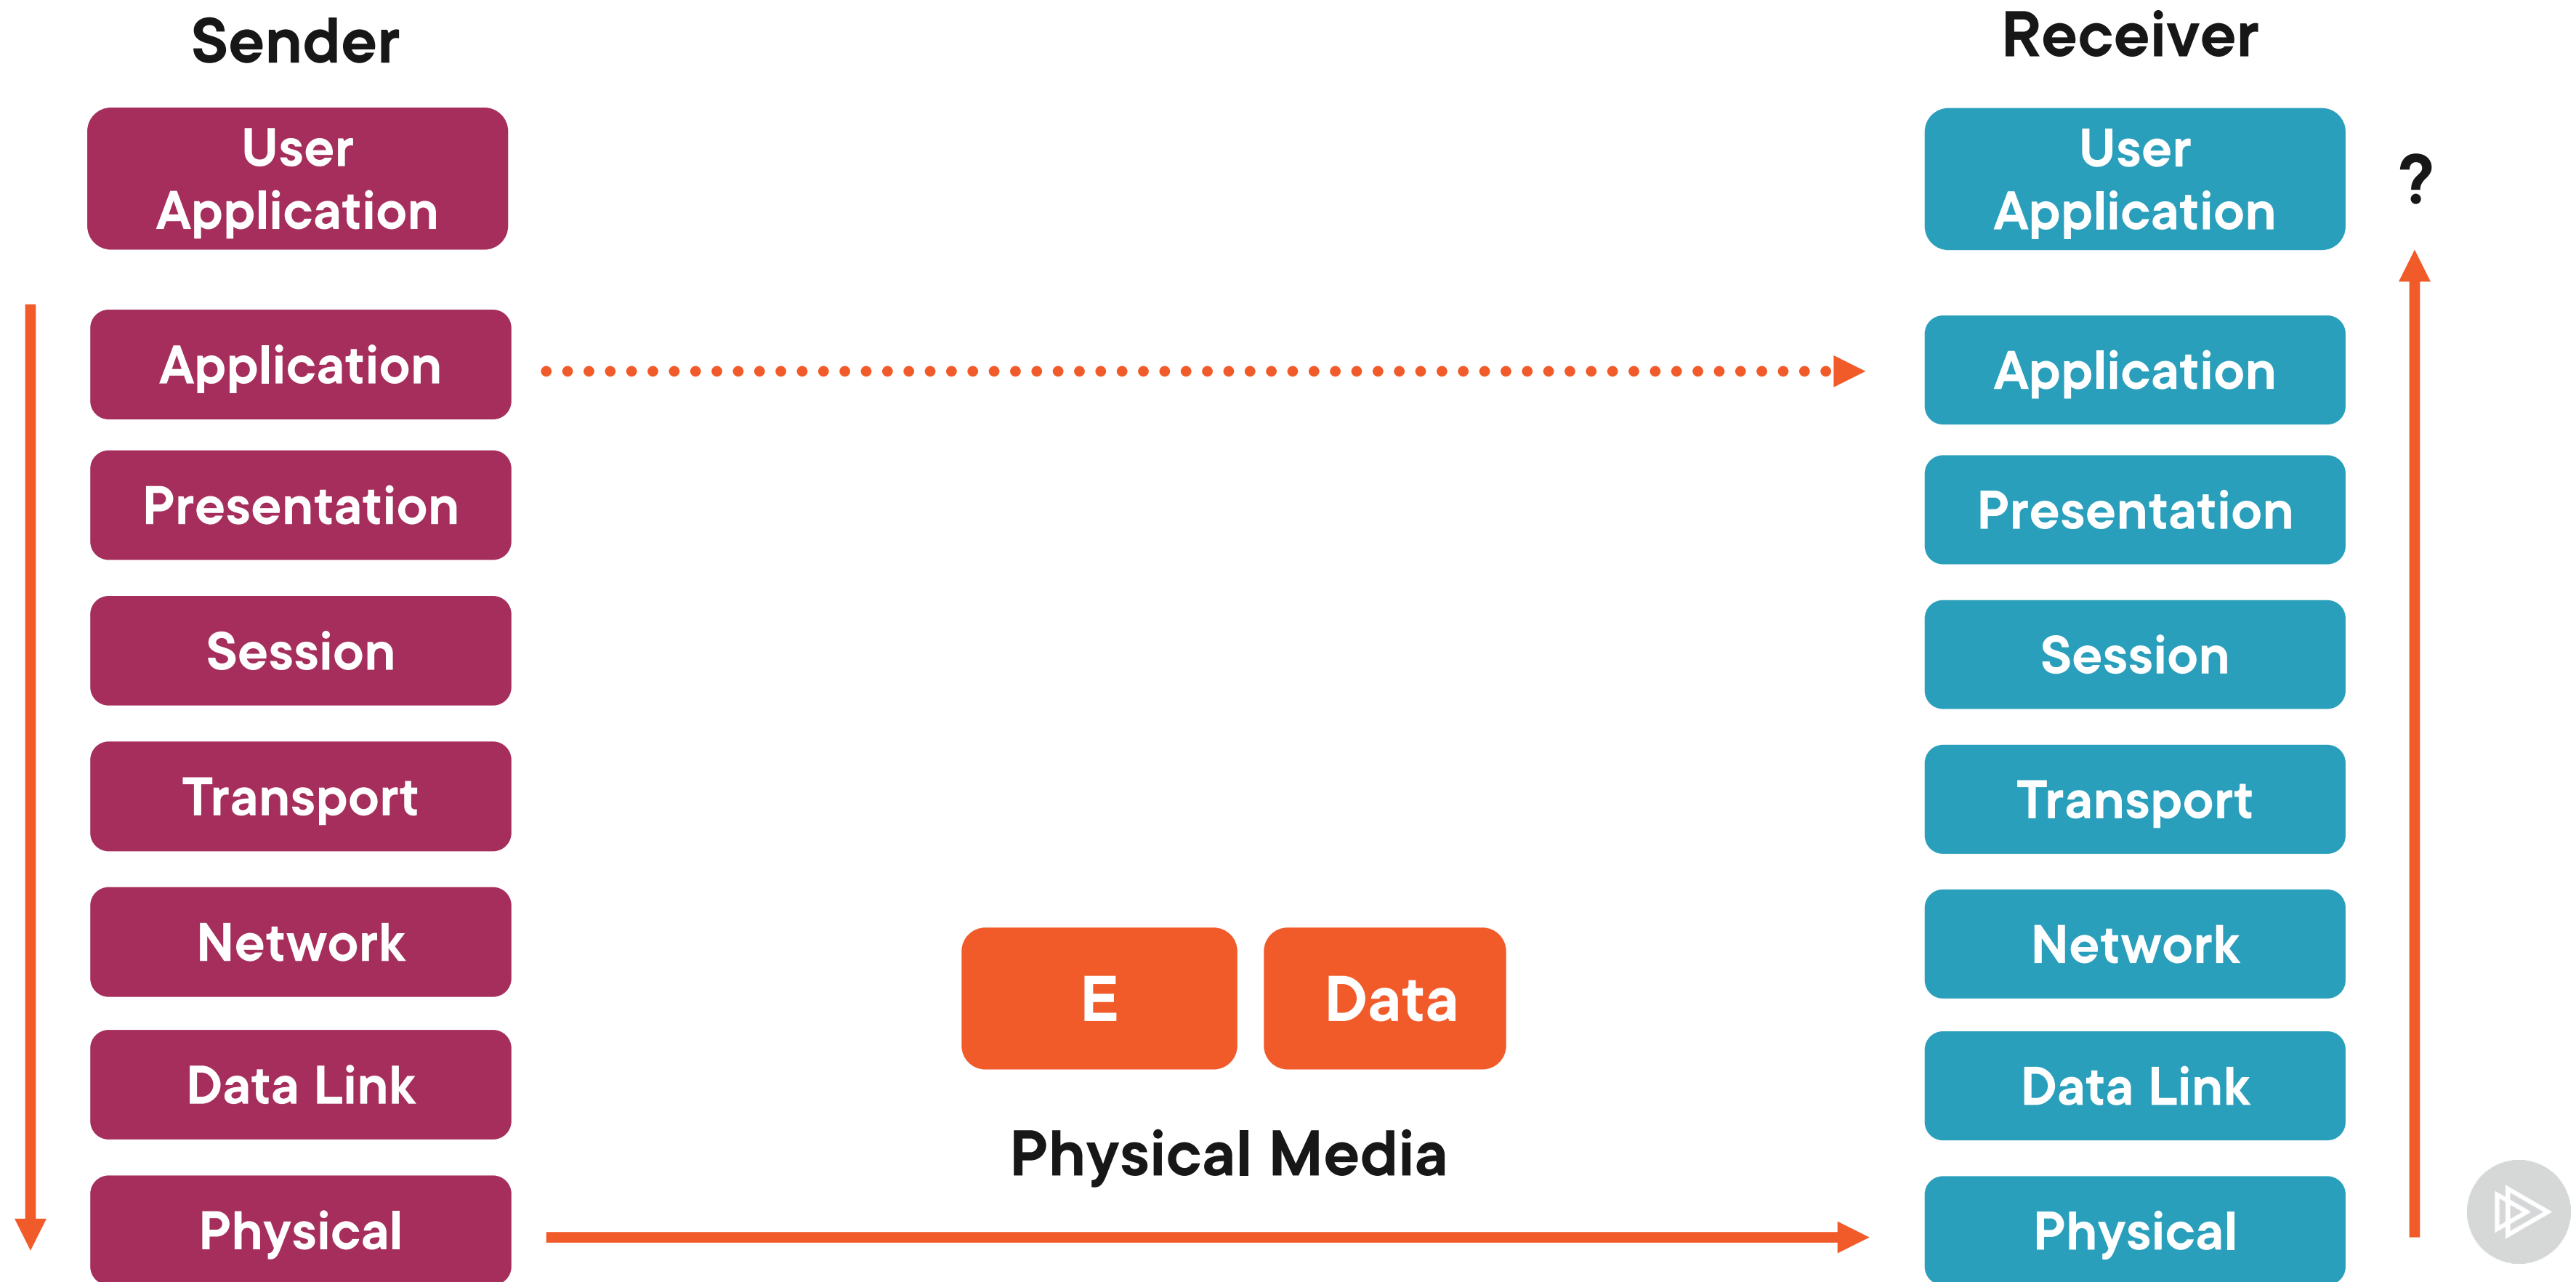 Sender
User
Application
Application
Presentation
Session
Transport
Network
Data Link
Physical
E
Data
Physical Media
Receiver
User
Application
?
Application
Presentation
Session
Transport
Network
Data Link
Physical